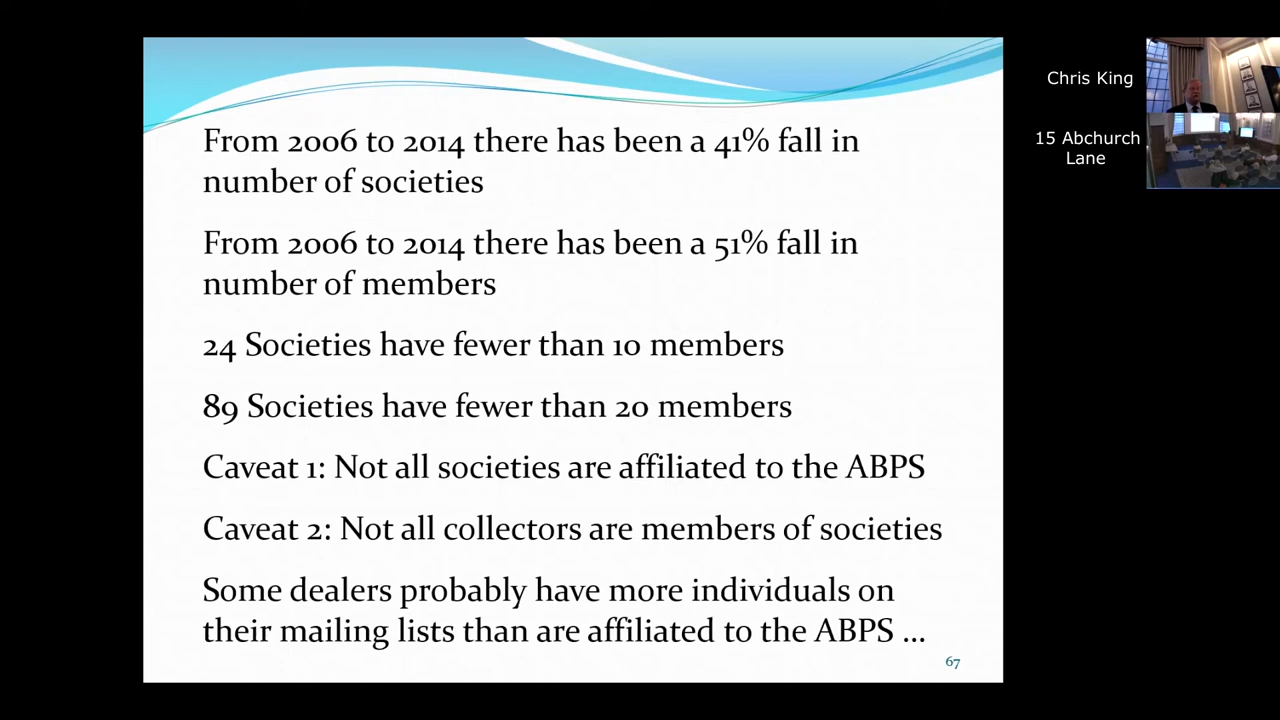 From 2006 to 2014 there has been a 41% fall in
number of societies
From 2006 to 2014 there has been a 51% fall in
number of members
24 Societies have fewer than 10 members
89 Societies have fewer than 20 members
Caveat 1: Not all societies are affiliated to the ABPS
Caveat 2: Not all collectors are members of societies
Some dealers probably have more individuals on
their mailing lists than are affiliated to the ABPS ...
67
Chris King
15 Abchurch
Lane